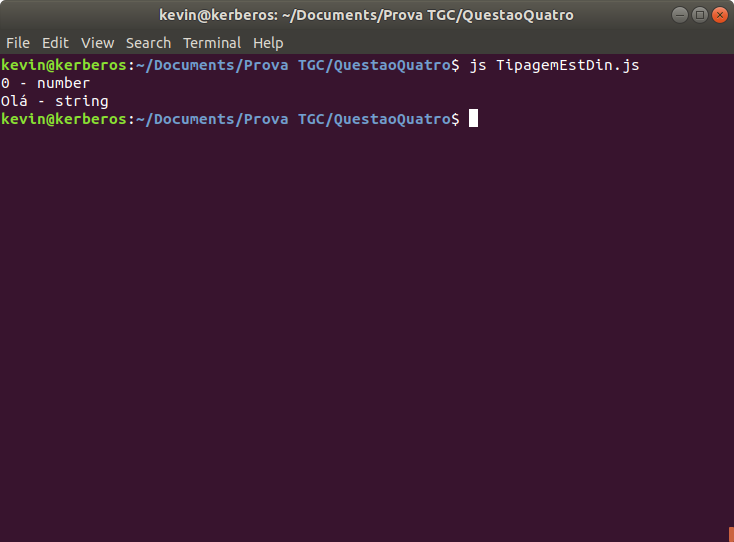 kevin@kerberos: ~/Documents/Prova TGC/QuestaoQuatro
File Edit View Search Terminal Help
kevin@kerberos:~/Documents/Prova TGC/QuestaoQuatro$ js TipagemEstDin.js
0 - number
Olá - string
kevin@kerberos:~/Documents/Prova TGC/QuestaoQuatro$